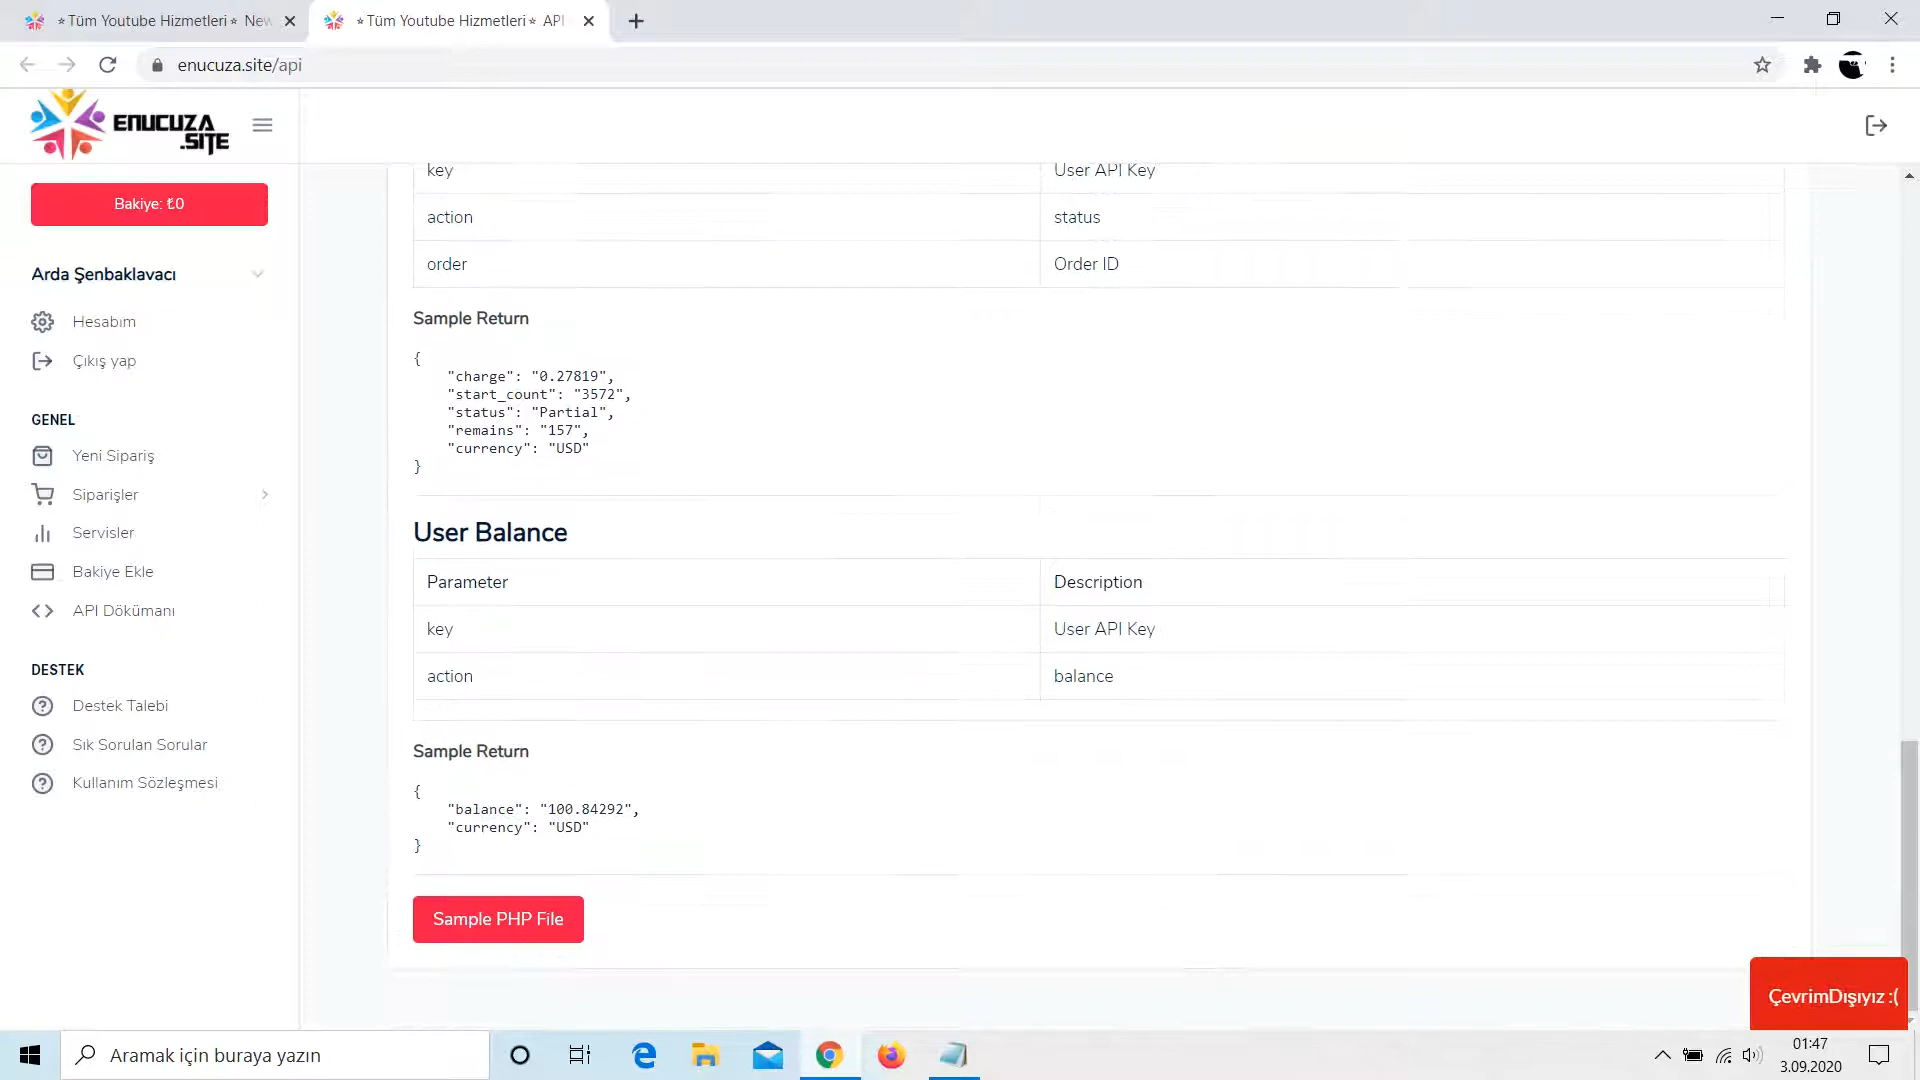 ⭐Tüm Youtube Hizmetleri⭐ New
⭐Tüm Youtube Hizmetleri⭐ API
enucuza.site/api
ENUCUZA
.SITE
Bakiye: ₺0
Arda Şenbaklavacı
Hesabım
Çıkış yap
GENEL
Yeni Sipariş
Siparişler
Servisler
Bakiye Ekle
API Dökümanı
DESTEK
Destek Talebi
Sık Sorulan Sorular
Kullanım Sözleşmesi
key User API Key
action status
order Order ID
Sample Return
{
"charge": "0.27819",
"start_count": "3572",
"status": "Partial",
"remains": "157",
"currency": "USD"
}
User Balance
Parameter Description
key User API Key
action balance
Sample Return
{
"balance": "100.84292",
"currency": "USD"
}
Sample PHP File
ÇevrimDışıyız :(
Aramak için buraya yazın
01:47
3.09.2020